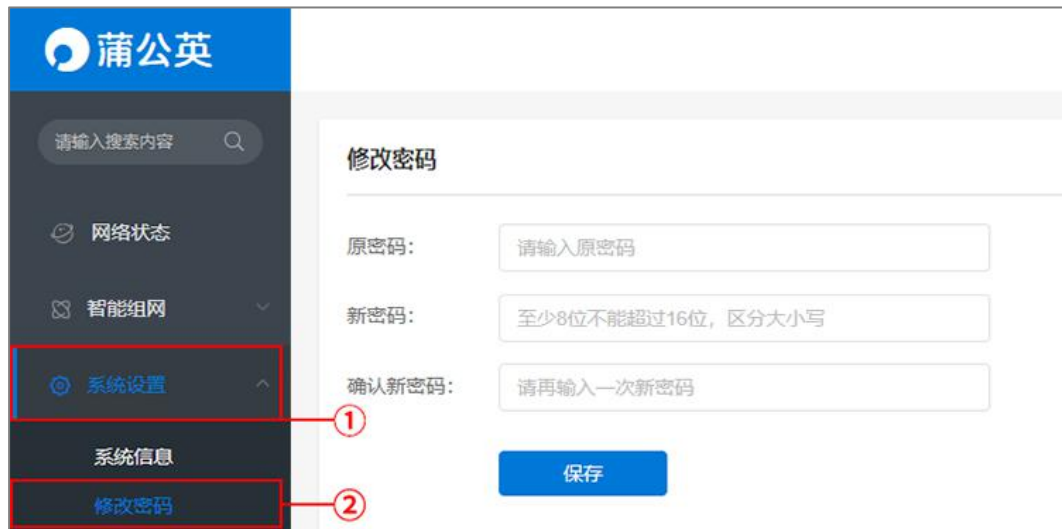 蒲公英
请输入搜索内容
网络状态
智能组网
系统设置
①
系统信息
修改密码
②
修改密码
原密码：
请输入原密码
新密码：
至少8位不能超过16位，区分大小写
确认新密码：
请再输入一次新密码
保存